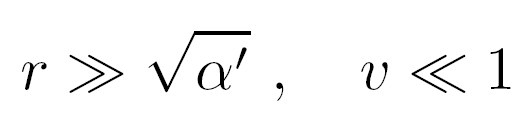 r ≫ √α′ , v ≪ 1